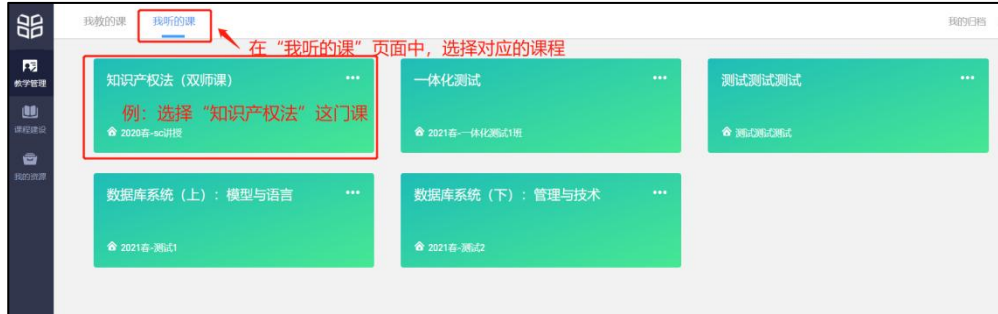 我教的课 我听的课 我的归档
在“我听的课”页面中，选择对应的课程
教学管理
课程建设
我的资源
知识产权法（双师课） ···
例：选择“知识产权法”这门课
2020春-sc讲授
一体化测试 ···
2021春-一体化测试1班
测试测试测试 ···
测试测试测试
数据库系统（上）：模型与语言 ···
2021春-测试1
数据库系统（下）：管理与技术 ···
2021春-测试2